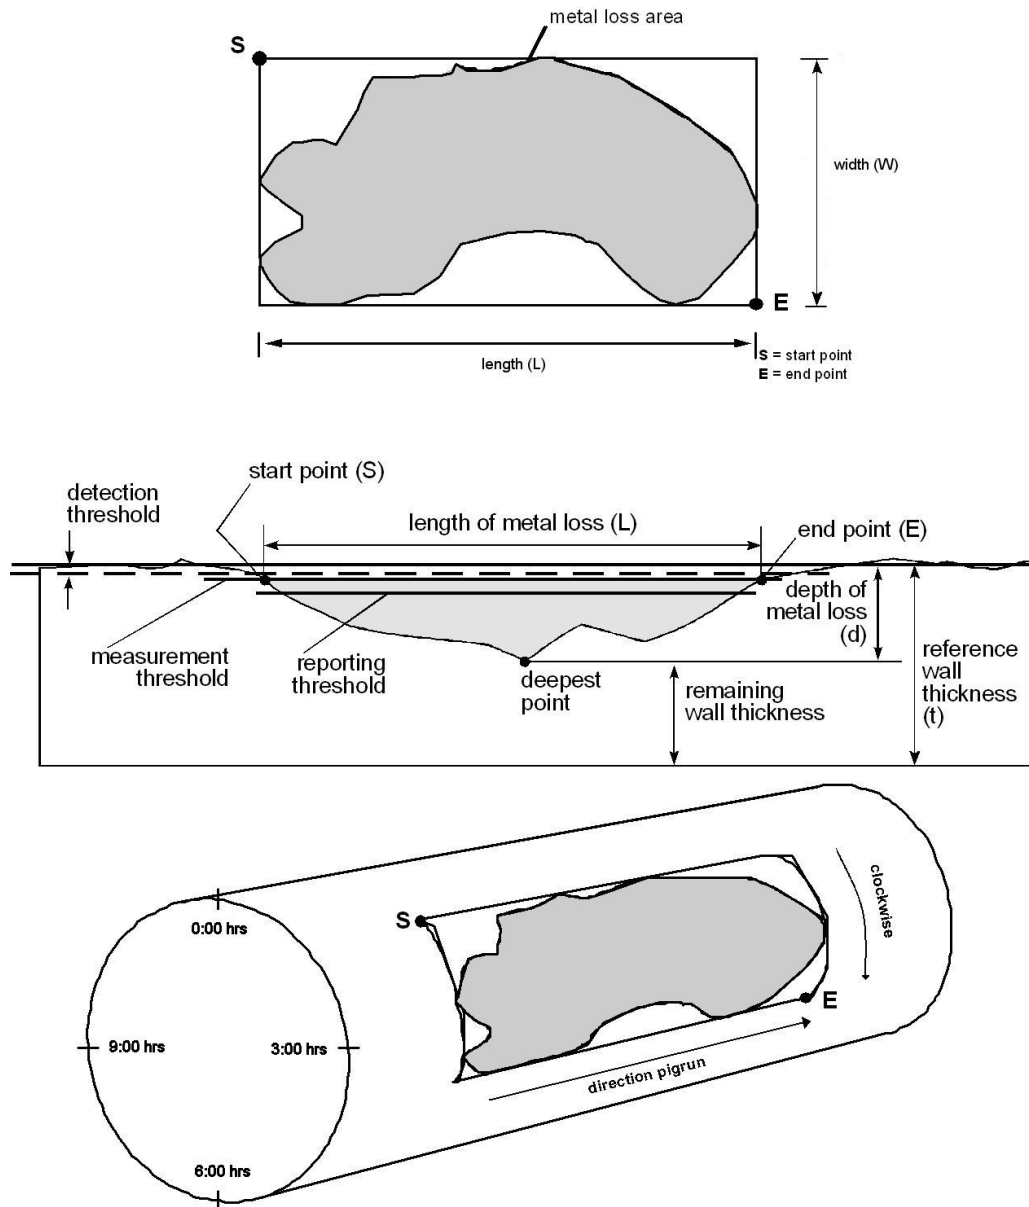 metal loss area
S
width (W)
E
length (L)
S = start point
E = end point
start point (S)
detection
threshold
length of metal loss (L)
end point (E)
depth of
metal loss
(d)
measurement
threshold
reporting
threshold
deepest
point
remaining
wall thickness
reference
wall
thickness
(t)
clockwise
0:00 hrs
S
E
9:00 hrs
3:00 hrs
direction pigrun
6:00 hrs